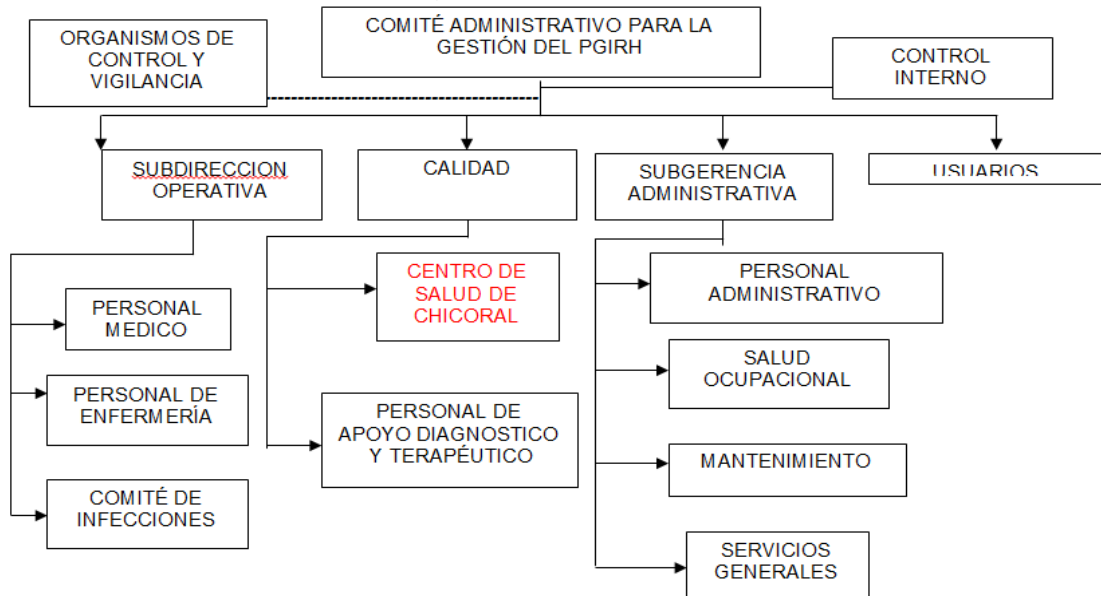 ORGANISMOS DE
CONTROL Y
VIGILANCIA
COMITÉ ADMINISTRATIVO PARA LA
GESTIÓN DEL PGIRH
CONTROL
INTERNO
SUBDIRECCION
OPERATIVA
CALIDAD
SUBGERENCIA
ADMINISTRATIVA
USUARIOS
PERSONAL
MEDICO
PERSONAL DE
ENFERMERÍA
COMITÉ DE
INFECCIONES
CENTRO DE
SALUD DE
CHICORAL
PERSONAL DE
APOYO DIAGNOSTICO
Y TERAPÉUTICO
PERSONAL
ADMINISTRATIVO
SALUD
OCUPACIONAL
MANTENIMIENTO
SERVICIOS
GENERALES